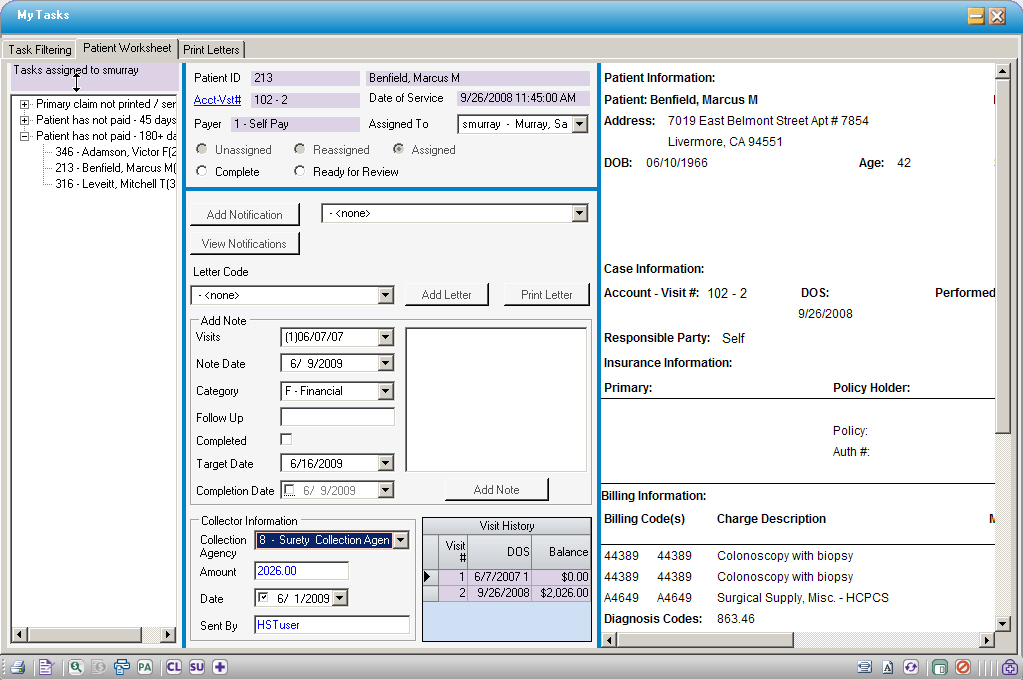 MyTasks
Task Filtering
Patient Worksheet
Print Letters
Tasks assigned to smurray
Primary claim not printed / ser
Patient has not paid - 45 days
Patient has not paid - 180+ da
346 - Adamson, Victor F(2
213 - Benfield, Marcus M(
316 - Leveitt, Mitchell T(3
Patient ID 213 Benfield, Marcus M
Acct-Vst# 102 - 2 Date of Service 9/26/2008 11:45:00 AM
Payer 1 - Self Pay Assigned To smurray - Murray, Sa
Unassigned Reassigned Assigned
Complete Ready for Review
Add Notification - <none>
View Notifications
Letter Code
- <none> Add Letter Print Letter
Add Note
Visits (1)06/07/07
Note Date 6/ 9/2009
Category F - Financial
Follow Up
Completed
Target Date 6/16/2009
Completion Date 6/ 9/2009
Add Note
Collector Information
Collection Agency 8 - Surety Collection Agen
Amount 2026.00
Date 6/ 1/2009
Sent By HSTuser
Visit History
Visit # DOS Balance
1 6/7/2007 1 $0.00
2 9/26/2008 $2,026.00
Patient Information:
Patient: Benfield, Marcus M
Address: 7019 East Belmont Street Apt # 7854
Livermore, CA 94551
DOB: 06/10/1966 Age: 42
Case Information:
Account - Visit #: 102 - 2 DOS: Performed
9/26/2008
Responsible Party: Self
Insurance Information:
Primary: Policy Holder:
Policy:
Auth #:
Billing Information:
Billing Code(s) Charge Description
44389 44389 Colonoscopy with biopsy
44389 44389 Colonoscopy with biopsy
A4649 A4649 Surgical Supply, Misc. - HCPCS
Diagnosis Codes: 863.46
PA CL SU
A